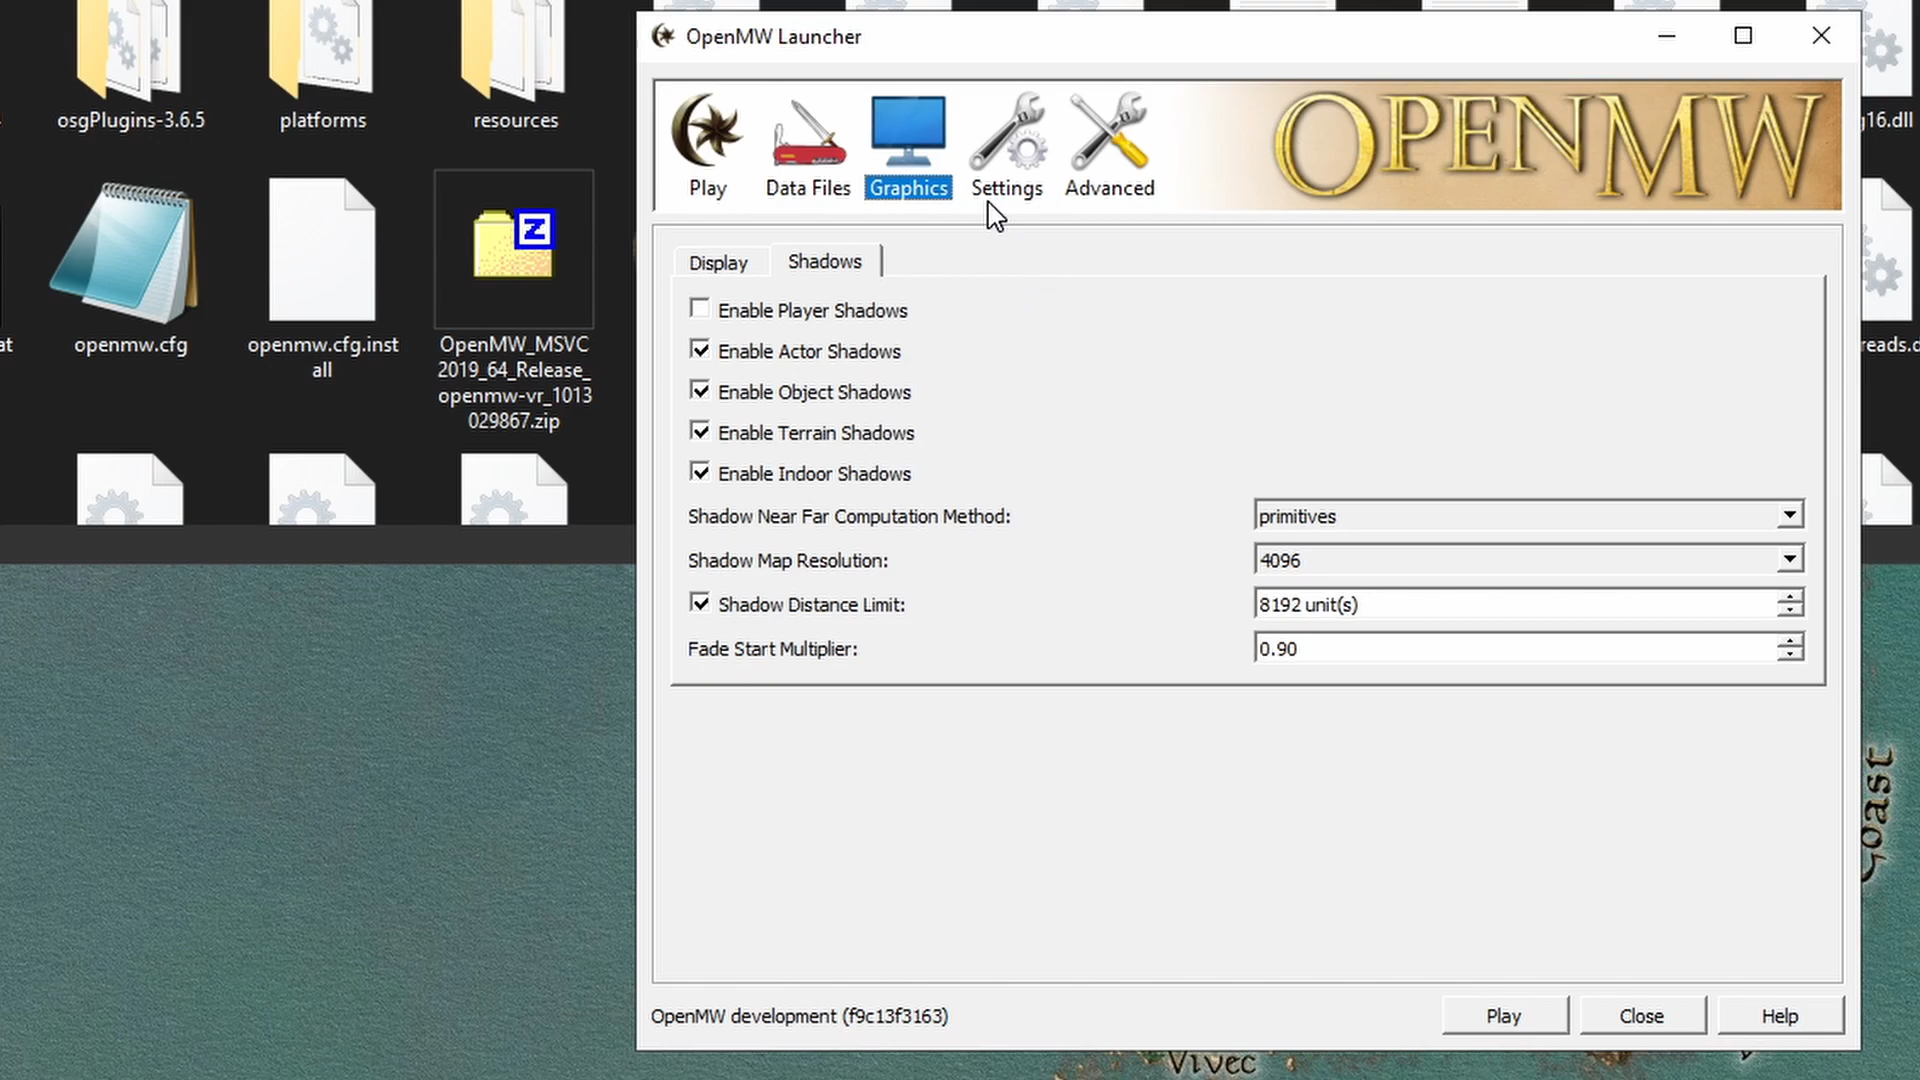 osgPlugins-3.6.5
platforms
resources
at
openmw.cfg
openmw.cfg.inst
all
OpenMW_MSVC
2019_64_Release_
openmw-vr_1013
029867.zip
OpenMW Launcher
Play
Data Files
Graphics
Settings
Advanced
OPENMW
Display
Shadows
Enable Player Shadows
Enable Actor Shadows
Enable Object Shadows
Enable Terrain Shadows
Enable Indoor Shadows
Shadow Near Far Computation Method:
primitives
Shadow Map Resolution:
4096
Shadow Distance Limit:
8192 unit(s)
Fade Start Multiplier:
0.90
OpenMW development (f9c13f3163)
Play
Close
Help
g16.dll
reads.d
Coast
Vivec